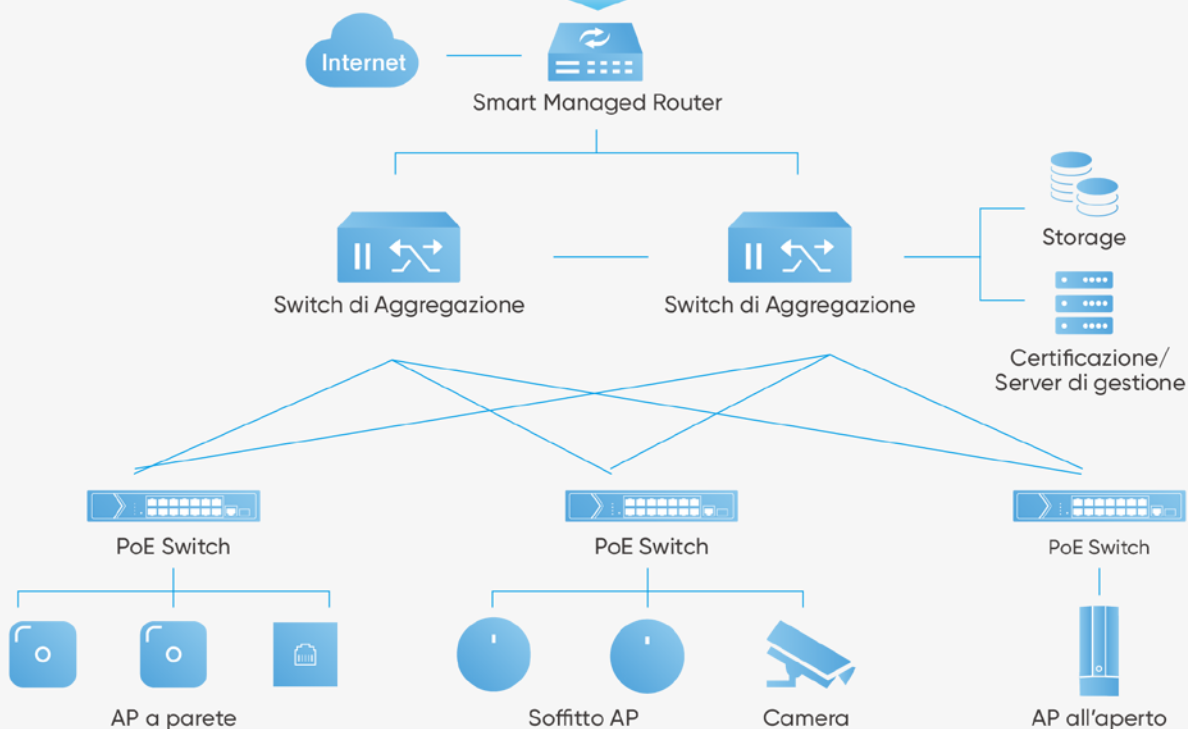 Internet
Smart Managed Router
Storage
Switch di Aggregazione
Switch di Aggregazione
Certificazione/
Server di gestione
PoE Switch
PoE Switch
PoE Switch
AP a parete
Soffitto AP
Camera
AP all'aperto